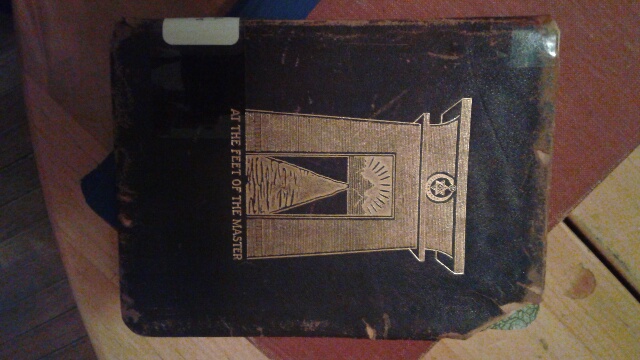 AT THE FEET OF THE MASTER